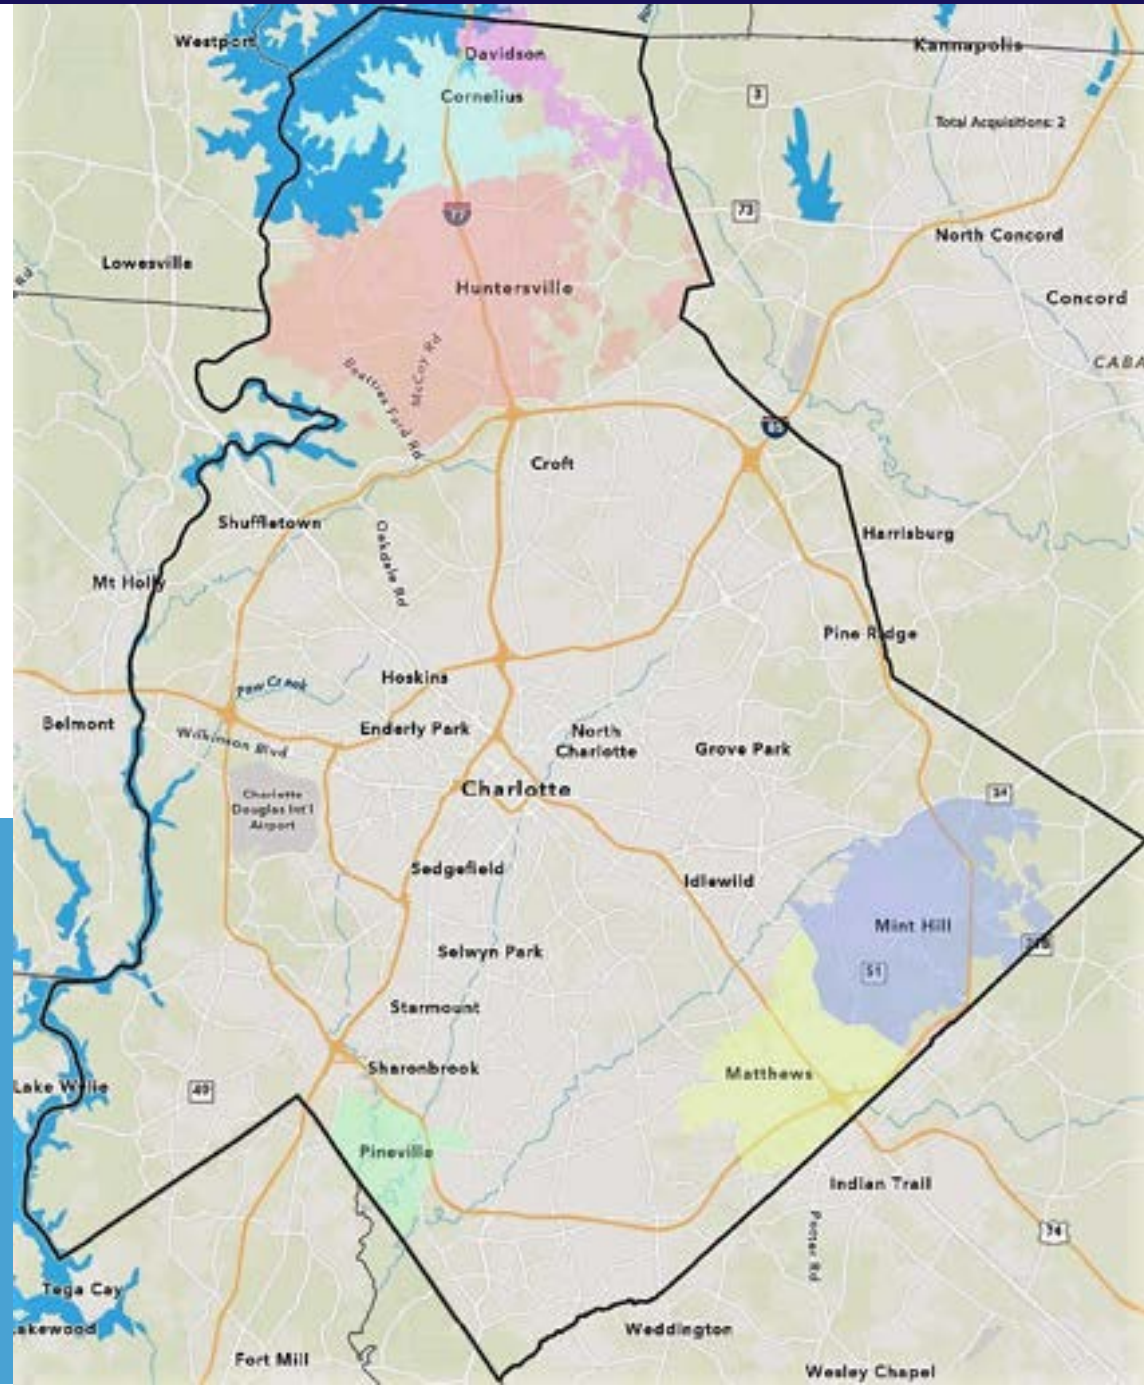 Westport
Davidson
Kannapolis
Cornelius
3
Total Acquisitions: 2
73
77
North Concord
Lowesville
Rd
Huntersville
Concord
McCoy Rd
Beatties Ford Rd
CABA
85
Croft
Shuffletown
Oakdale Rd
Harrisburg
Mt Holly
Pine Ridge
Hoskins
Paw Creek
Belmont
Enderly Park
North
Charlotte
Wilkinson Blvd
Grove Park
Charlotte
Charlotte
Douglas Int'l
Airport
24
Sedgefield
Idlewild
Mint Hill
Selwyn Park
51
Starmount
Sharonbrook
Matthews
Lake Wylie
49
Pineville
Indian Trail
Potter Rd
74
Tega Cay
Lakewood
Weddington
Fort Mill
Wesley Chapel